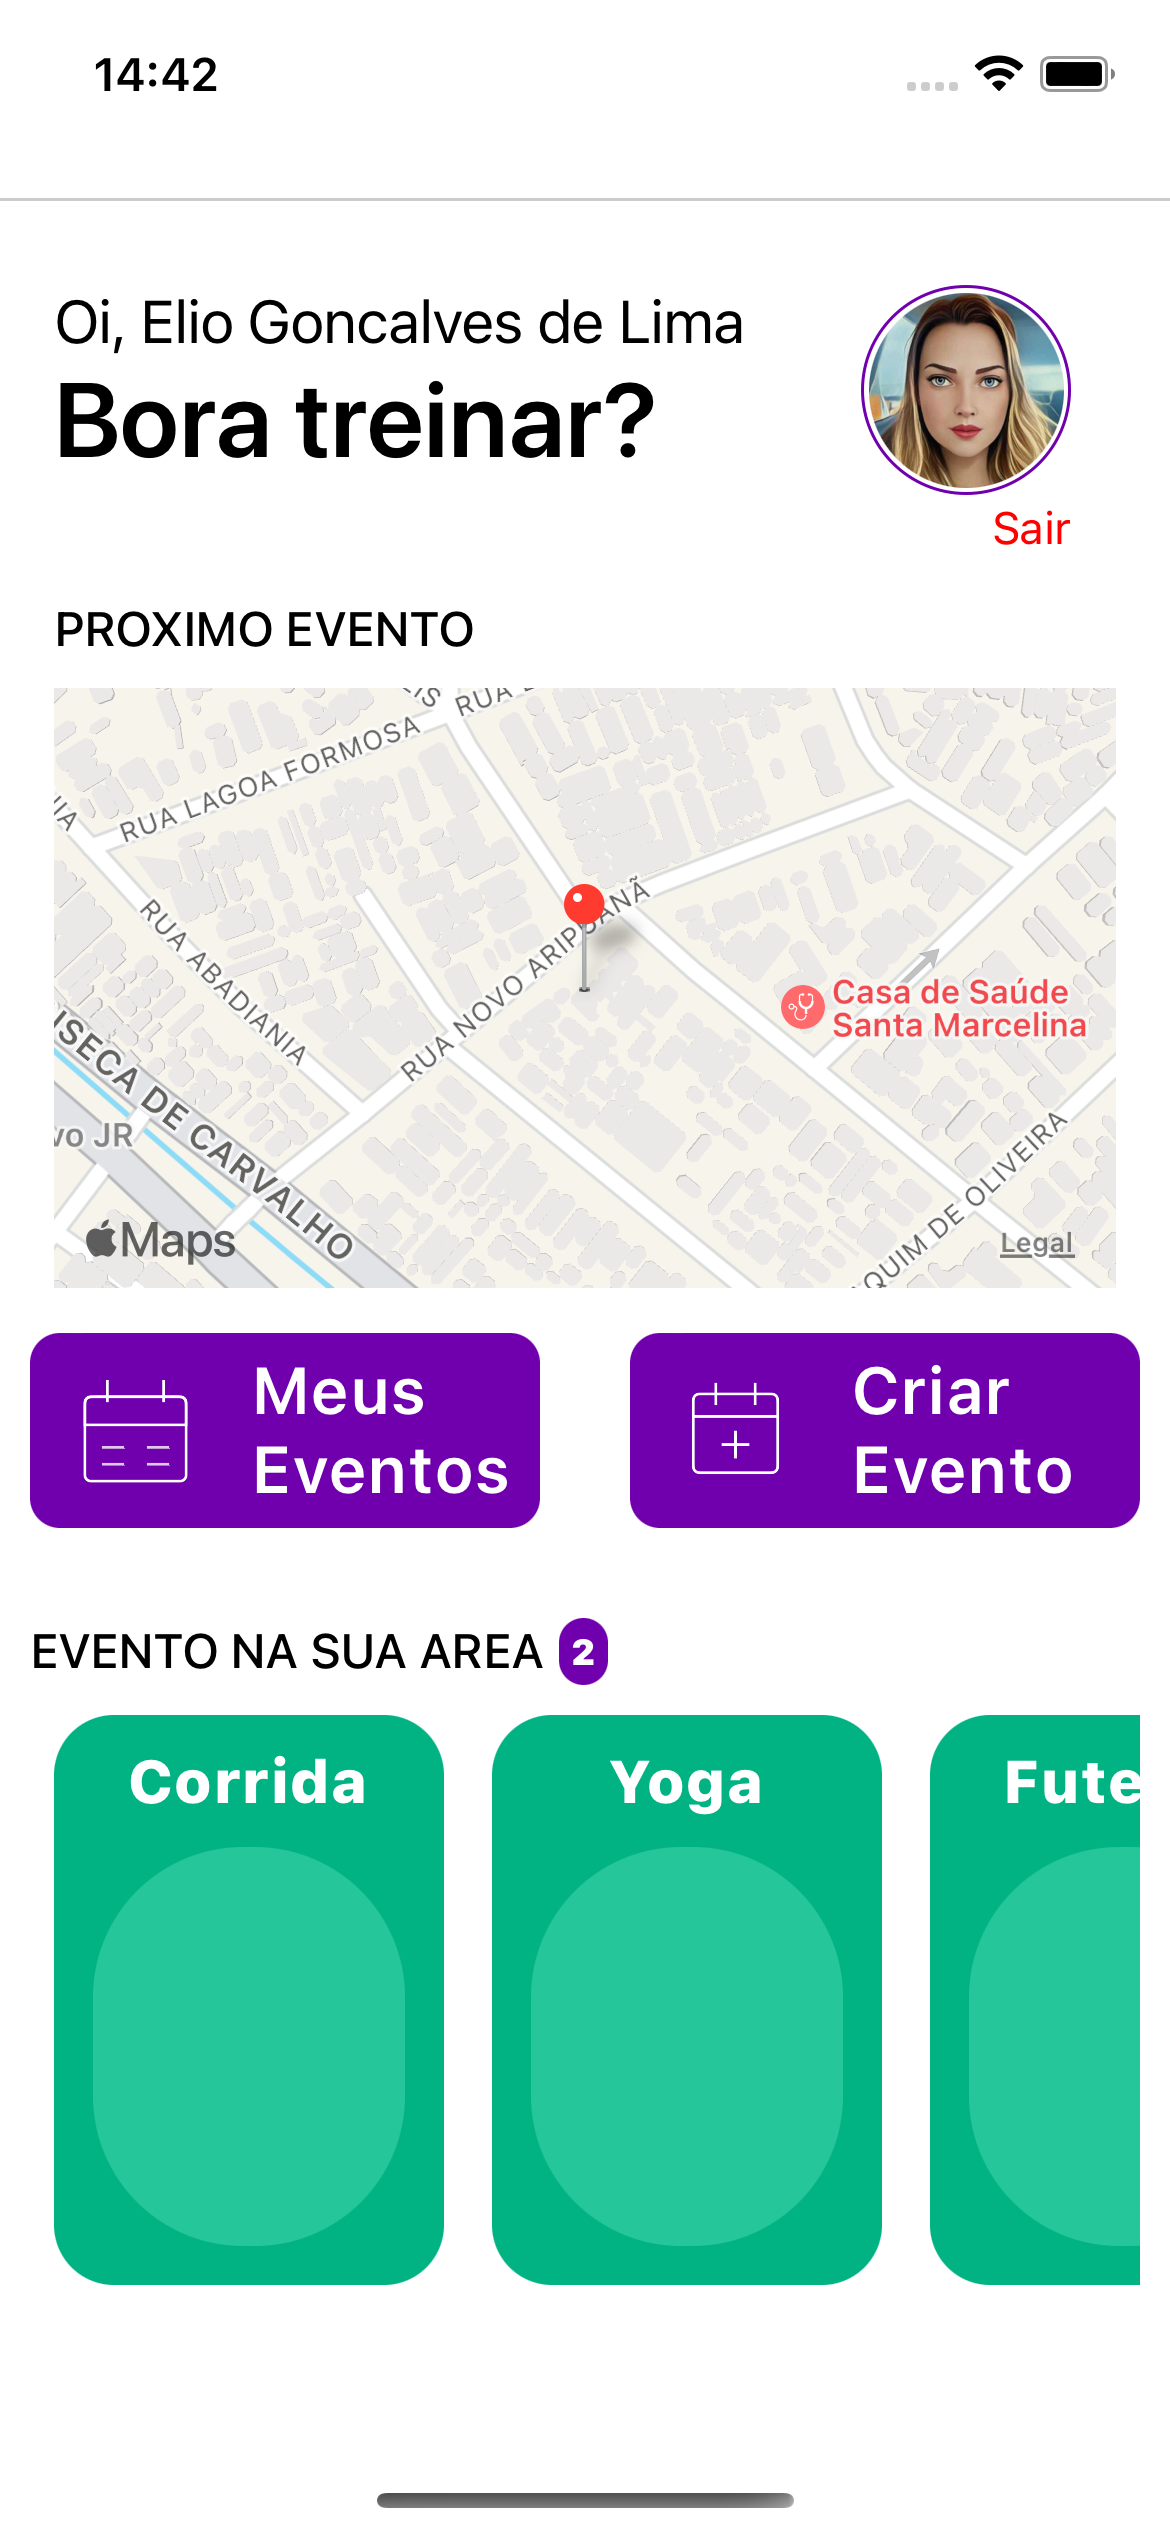 14:42
Oi, Elio Goncalves de Lima
Bora treinar?
Sair
PROXIMO EVENTO
RUA
RUA LAGOA FORMOSA
RUA ABADIANIA
RUA NOVO ARIPUANÃ
Casa de Saúde
Santa Marcelina
ISECA DE CARVALHO
vo JR
QUIM DE OLIVEIRA
Maps
Legal
Meus
Eventos
Criar
Evento
EVENTO NA SUA AREA 2
Corrida
Yoga
Fute